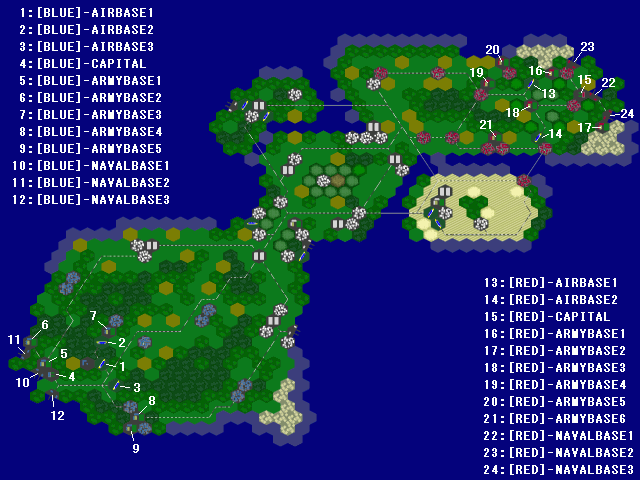 1:[BLUE]-AIRBASE1
2:[BLUE]-AIRBASE2
3:[BLUE]-AIRBASE3
4:[BLUE]-CAPITAL
5:[BLUE]-ARMYBASE1
6:[BLUE]-ARMYBASE2
7:[BLUE]-ARMYBASE3
8:[BLUE]-ARMYBASE4
9:[BLUE]-ARMYBASE5
10:[BLUE]-NAVALBASE1
11:[BLUE]-NAVALBASE2
12:[BLUE]-NAVALBASE3
20
23
16
19
15
22
13
18
24
17
21
14
7
6
11
2
5
1
10
4
3
12
8
9
13:[RED]-AIRBASE1
14:[RED]-AIRBASE2
15:[RED]-CAPITAL
16:[RED]-ARMYBASE1
17:[RED]-ARMYBASE2
18:[RED]-ARMYBASE3
19:[RED]-ARMYBASE4
20:[RED]-ARMYBASE5
21:[RED]-ARMYBASE6
22:[RED]-NAVALBASE1
23:[RED]-NAVALBASE2
24:[RED]-NAVALBASE3